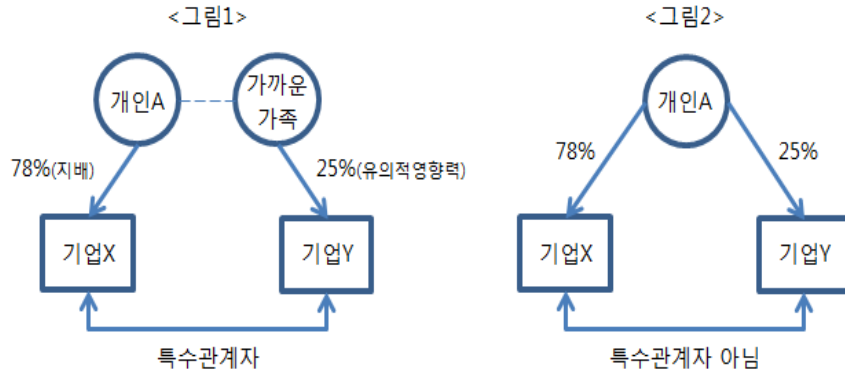 <그림1>
개인A
가까운
가족
78%(지배)
25%(유의적영향력)
기업X
기업Y
특수관계자
<그림2>
개인A
78%
25%
기업X
기업Y
특수관계자 아님